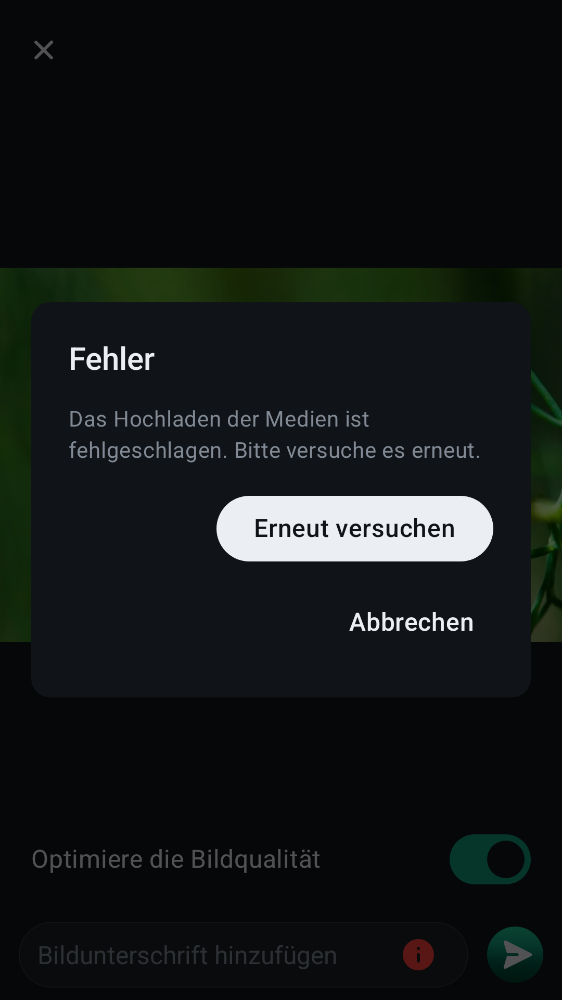 Fehler
Das Hochladen der Medien ist
fehlgeschlagen. Bitte versuche es erneut.
Erneut versuchen
Abbrechen
Optimiere die Bildqualität
Bildunterschrift hinzufügen